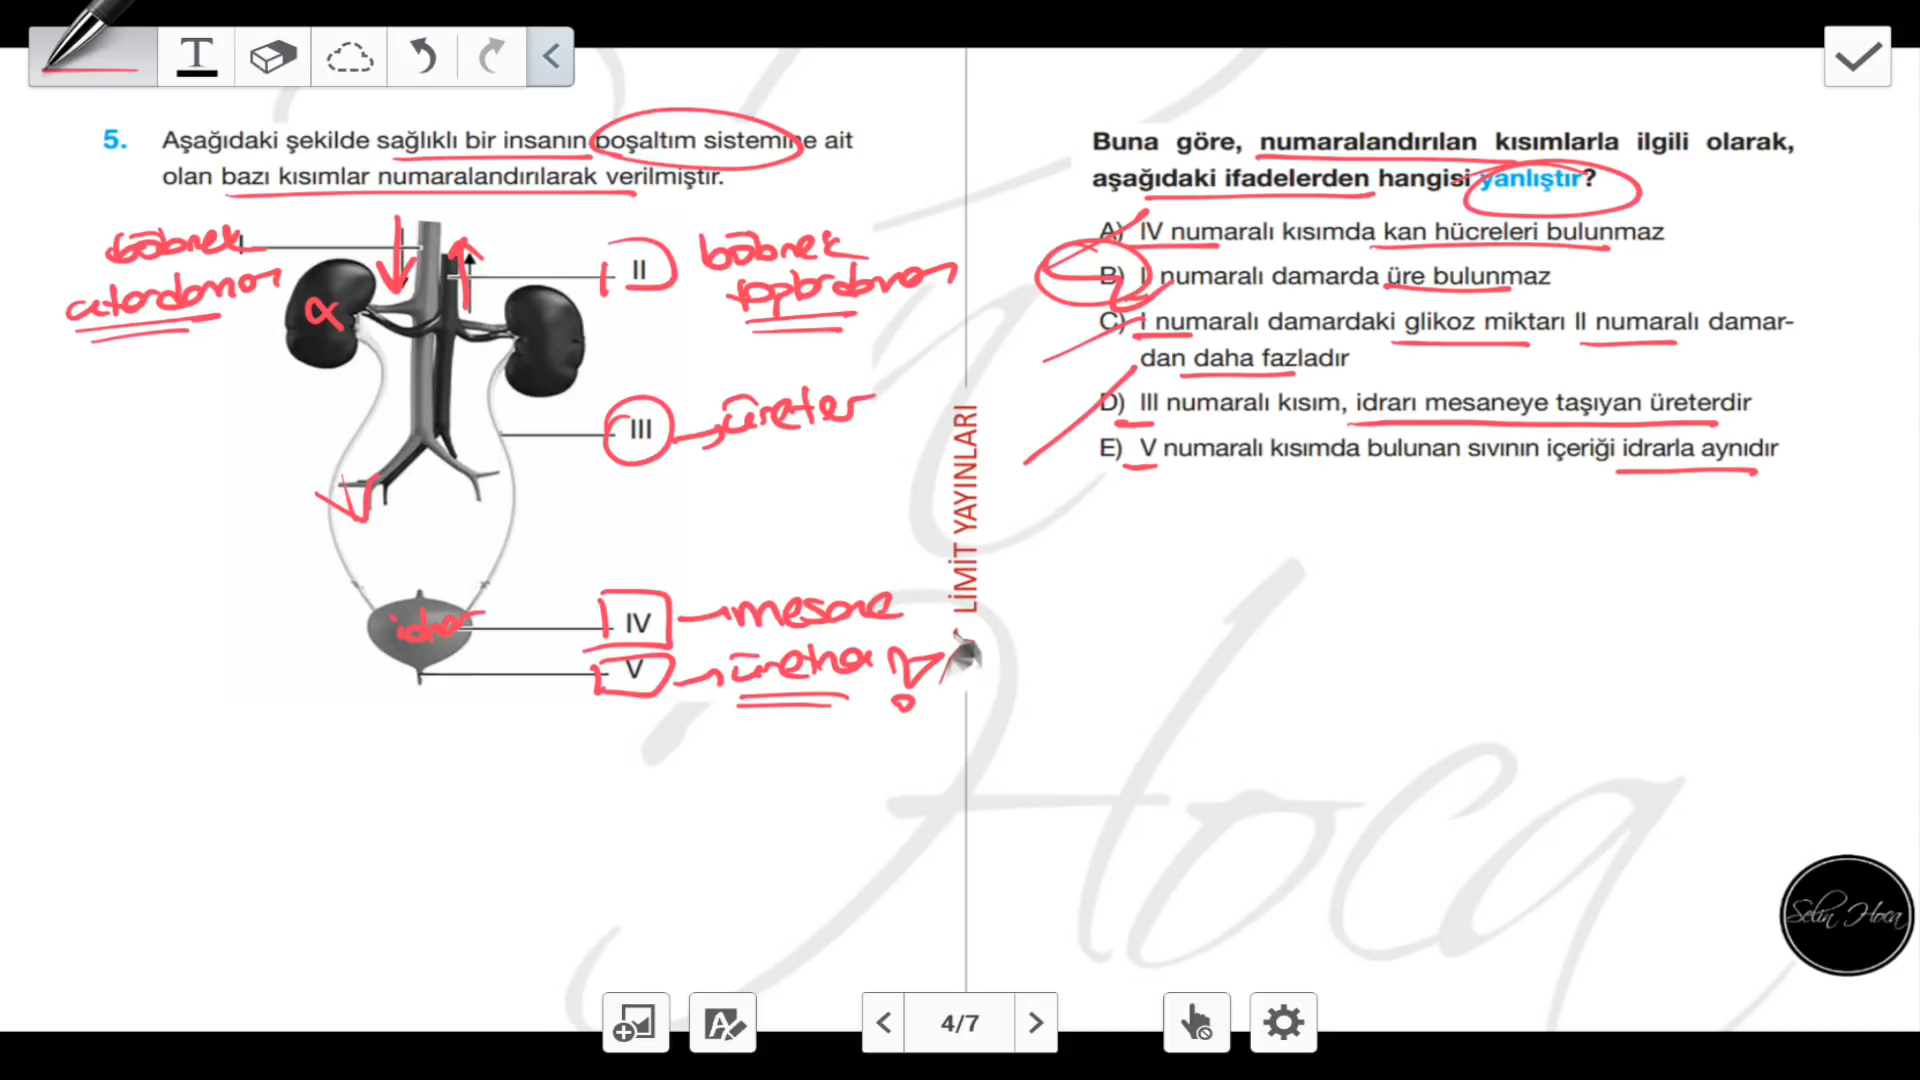 5. Aşağıdaki şekilde sağlıklı bir insanın boşaltım sistemine ait
olan bazı kısımlar numaralandırılarak verilmiştir.
böbrek
atardamarı
I
II
böbrek
toplardamarı
α
III
üreter
idrar
IV
mesane
V
üretra
LİMİT YAYINLARI
Buna göre, numaralandırılan kısımlarla ilgili olarak,
aşağıdaki ifadelerden hangisi yanlıştır?
A) IV numaralı kısımda kan hücreleri bulunmaz
B) I numaralı damarda üre bulunmaz
C) I numaralı damardaki glikoz miktarı II numaralı damar-
dan daha fazladır
D) III numaralı kısım, idrarı mesaneye taşıyan üreterdir
E) V numaralı kısımda bulunan sıvının içeriği idrarla aynıdır
Hoca
Selin Hoca
4/7